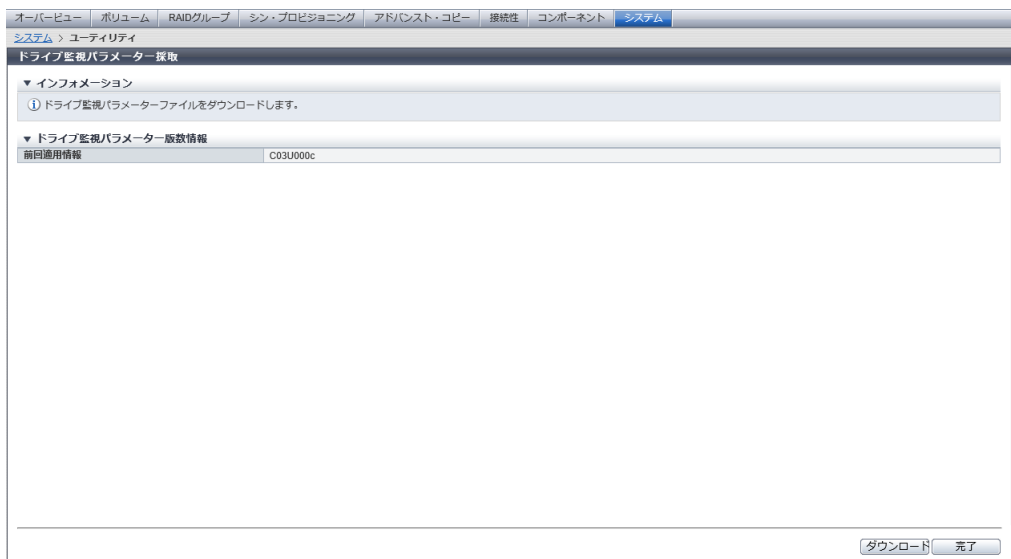 オーバービュー ボリューム RAIDグループ シン・プロビジョニング アドバンスト・コピー 接続性 コンポーネント システム
システム > ユーティリティ
ドライブ監視パラメーター採取
▼ インフォメーション
ドライブ監視パラメーターファイルをダウンロードします。
▼ ドライブ監視パラメーター版数情報
前回適用情報 C03U000c
ダウンロード 完了